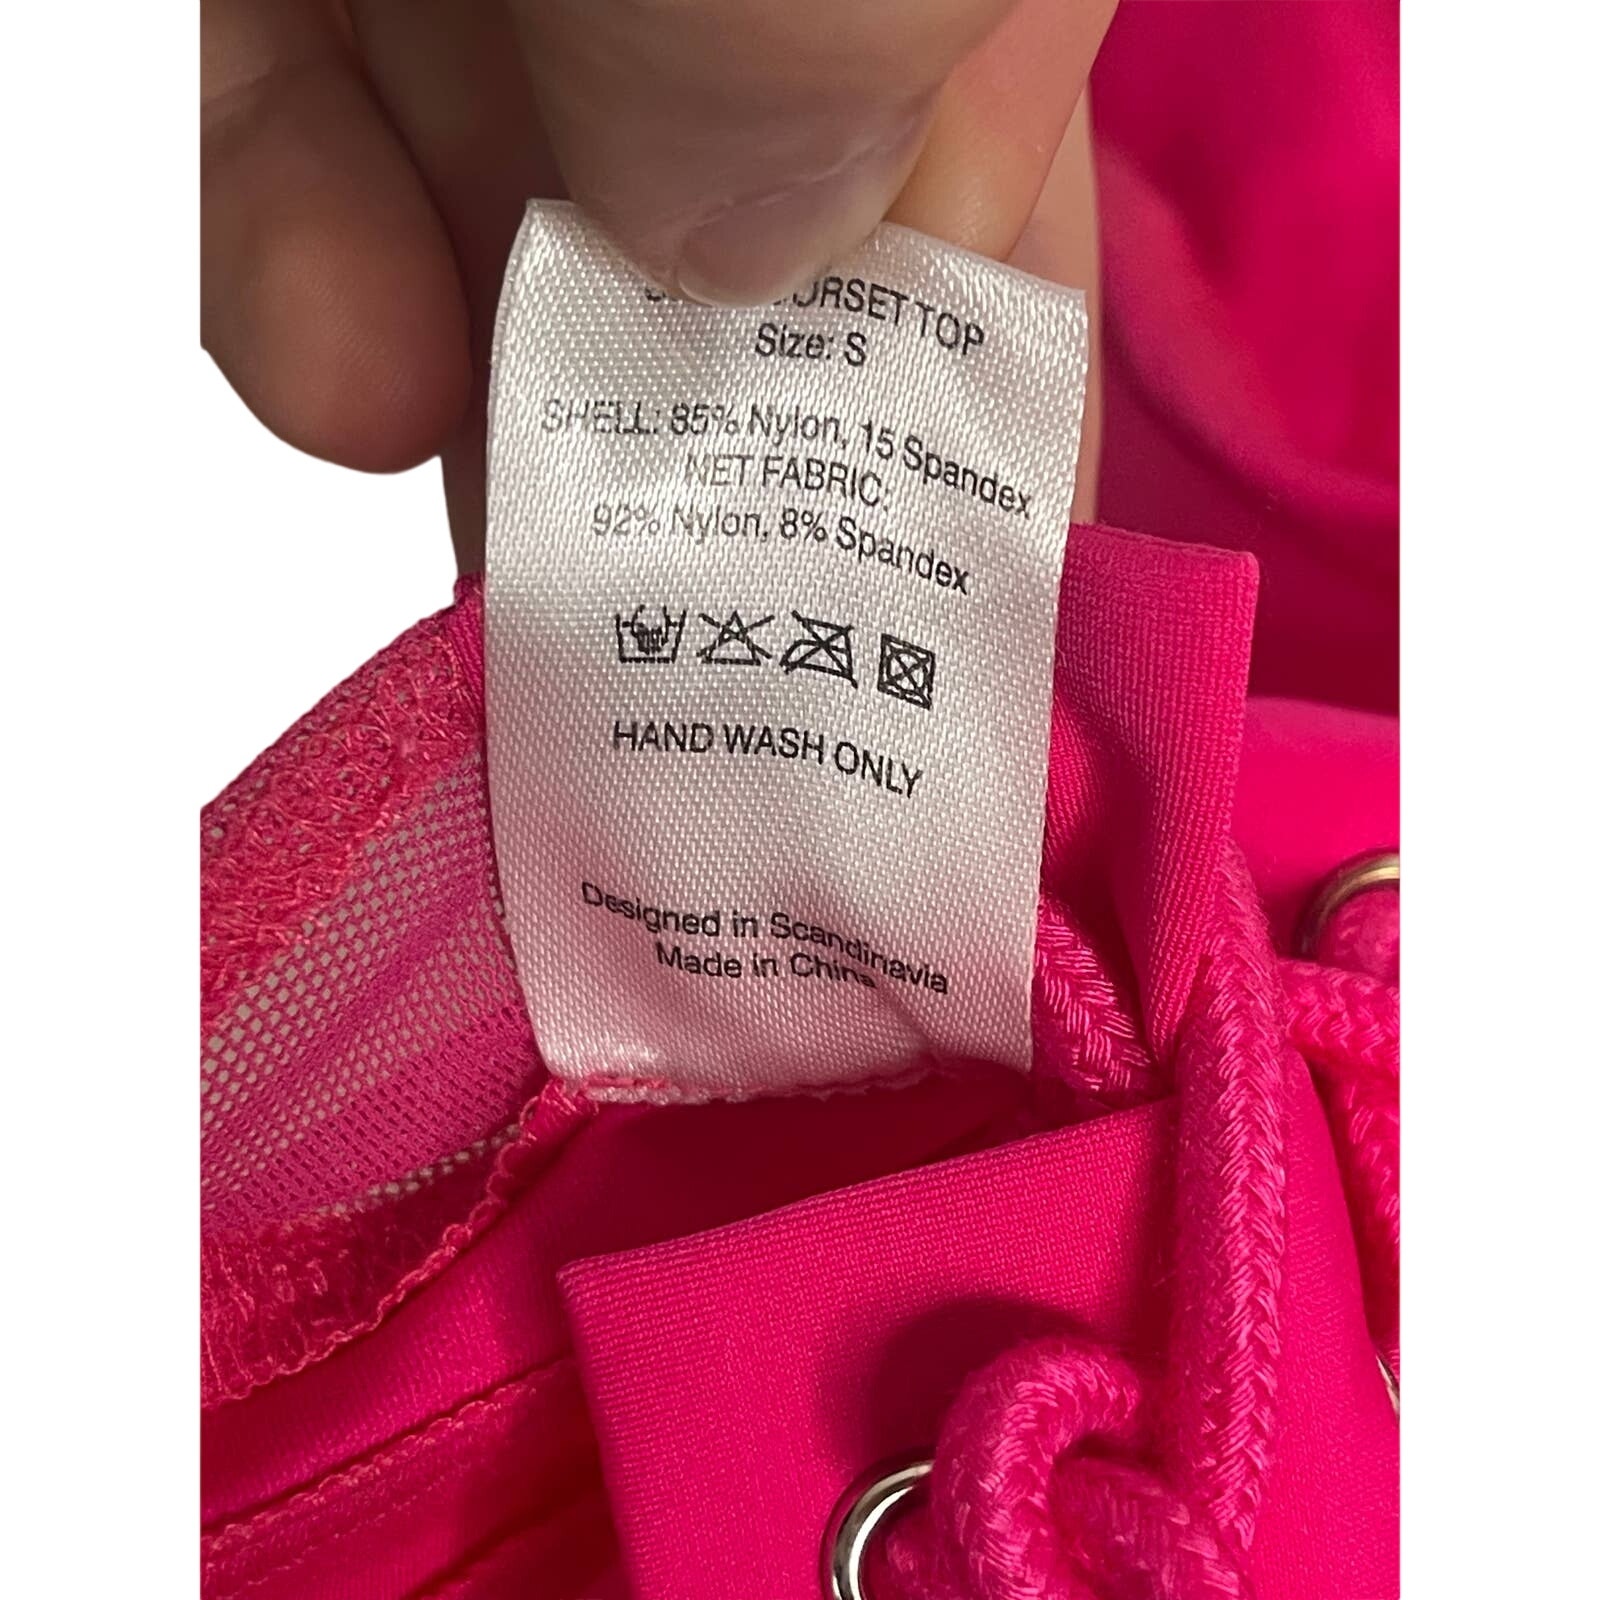 TOP
Size: S
SHELL: 85% Nylon, 15 Spandex
NET FABRIC:
92% Nylon, 8% Spandex
HAND WASH ONLY
Designed in Scandinavia
Made in China